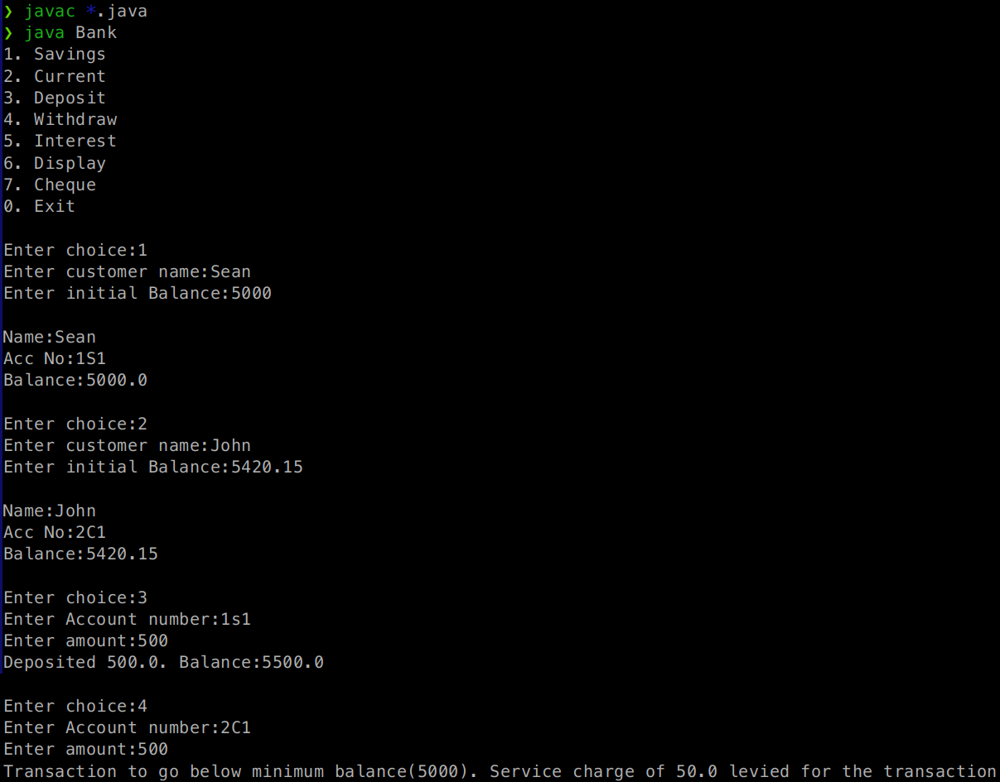 ❯ javac *.java
❯ java Bank
1. Savings
2. Current
3. Deposit
4. Withdraw
5. Interest
6. Display
7. Cheque
0. Exit
Enter choice:1
Enter customer name:Sean
Enter initial Balance:5000
Name:Sean
Acc No:1S1
Balance:5000.0
Enter choice:2
Enter customer name:John
Enter initial Balance:5420.15
Name:John
Acc No:2C1
Balance:5420.15
Enter choice:3
Enter Account number:1s1
Enter amount:500
Deposited 500.0. Balance:5500.0
Enter choice:4
Enter Account number:2C1
Enter amount:500
Transaction to go below minimum balance(5000). Service charge of 50.0 levied for the transaction